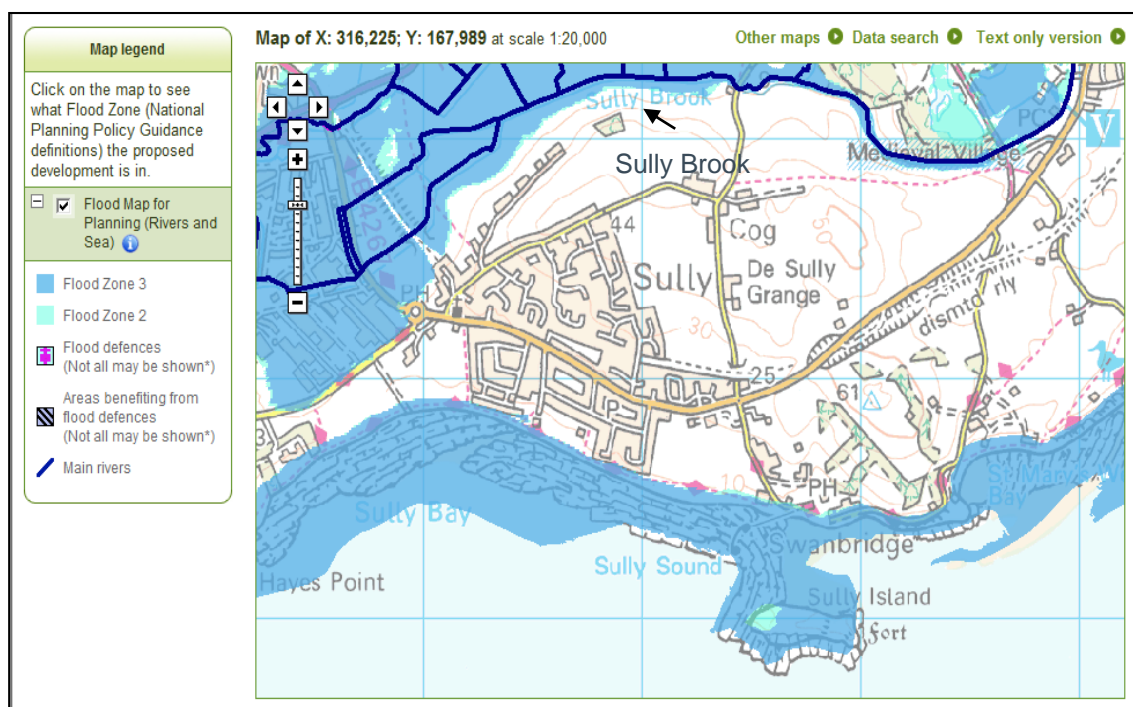 Map legend
Click on the map to see
what Flood Zone (National
Planning Policy Guidance
definitions) the proposed
development is in.
Flood Map for
Planning (Rivers and
Sea)
Flood Zone 3
Flood Zone 2
Flood defences
(Not all may be shown*)
Areas benefiting from
flood defences
(Not all may be shown*)
Main rivers
Map of X: 316,225; Y: 167,989 at scale 1:20,000
Other maps Data search Text only version
Sully Brook
V
Medieval Village
Sully Brook
44
Cog
50
Sully
De Sully
Grange
PH
30
dismtd rly
25
61
P
10
PH
St Mary's
Bay
Sully Bay
Swanbridge
Sully Sound
Hayes Point
Sully Island
Fort